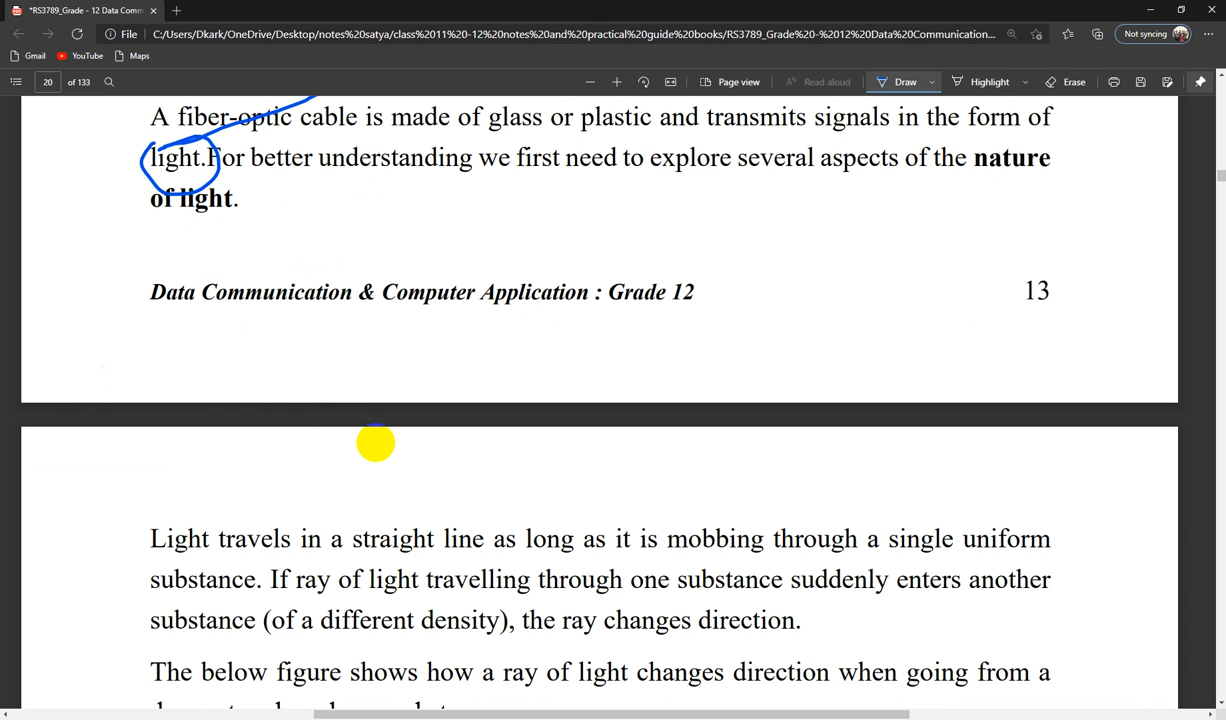 *RS3789_Grade - 12 Data Comm
File
C:/Users/Dkark/OneDrive/Desktop/notes%20satya/class%2011%20-12%20notes%20and%20practical%20guide%20books/RS3789_Grade%20-%2012%20Data%20Communication...
Not syncing
Gmail YouTube Maps
20 of 133
Page view
Read aloud
Draw
Highlight
Erase
A fiber-optic cable is made of glass or plastic and transmits signals in the form of
light.For better understanding we first need to explore several aspects of the nature
of light.
Data Communication & Computer Application : Grade 12 13
Light travels in a straight line as long as it is mobbing through a single uniform
substance. If ray of light travelling through one substance suddenly enters another
substance (of a different density), the ray changes direction.
The below figure shows how a ray of light changes direction when going from a